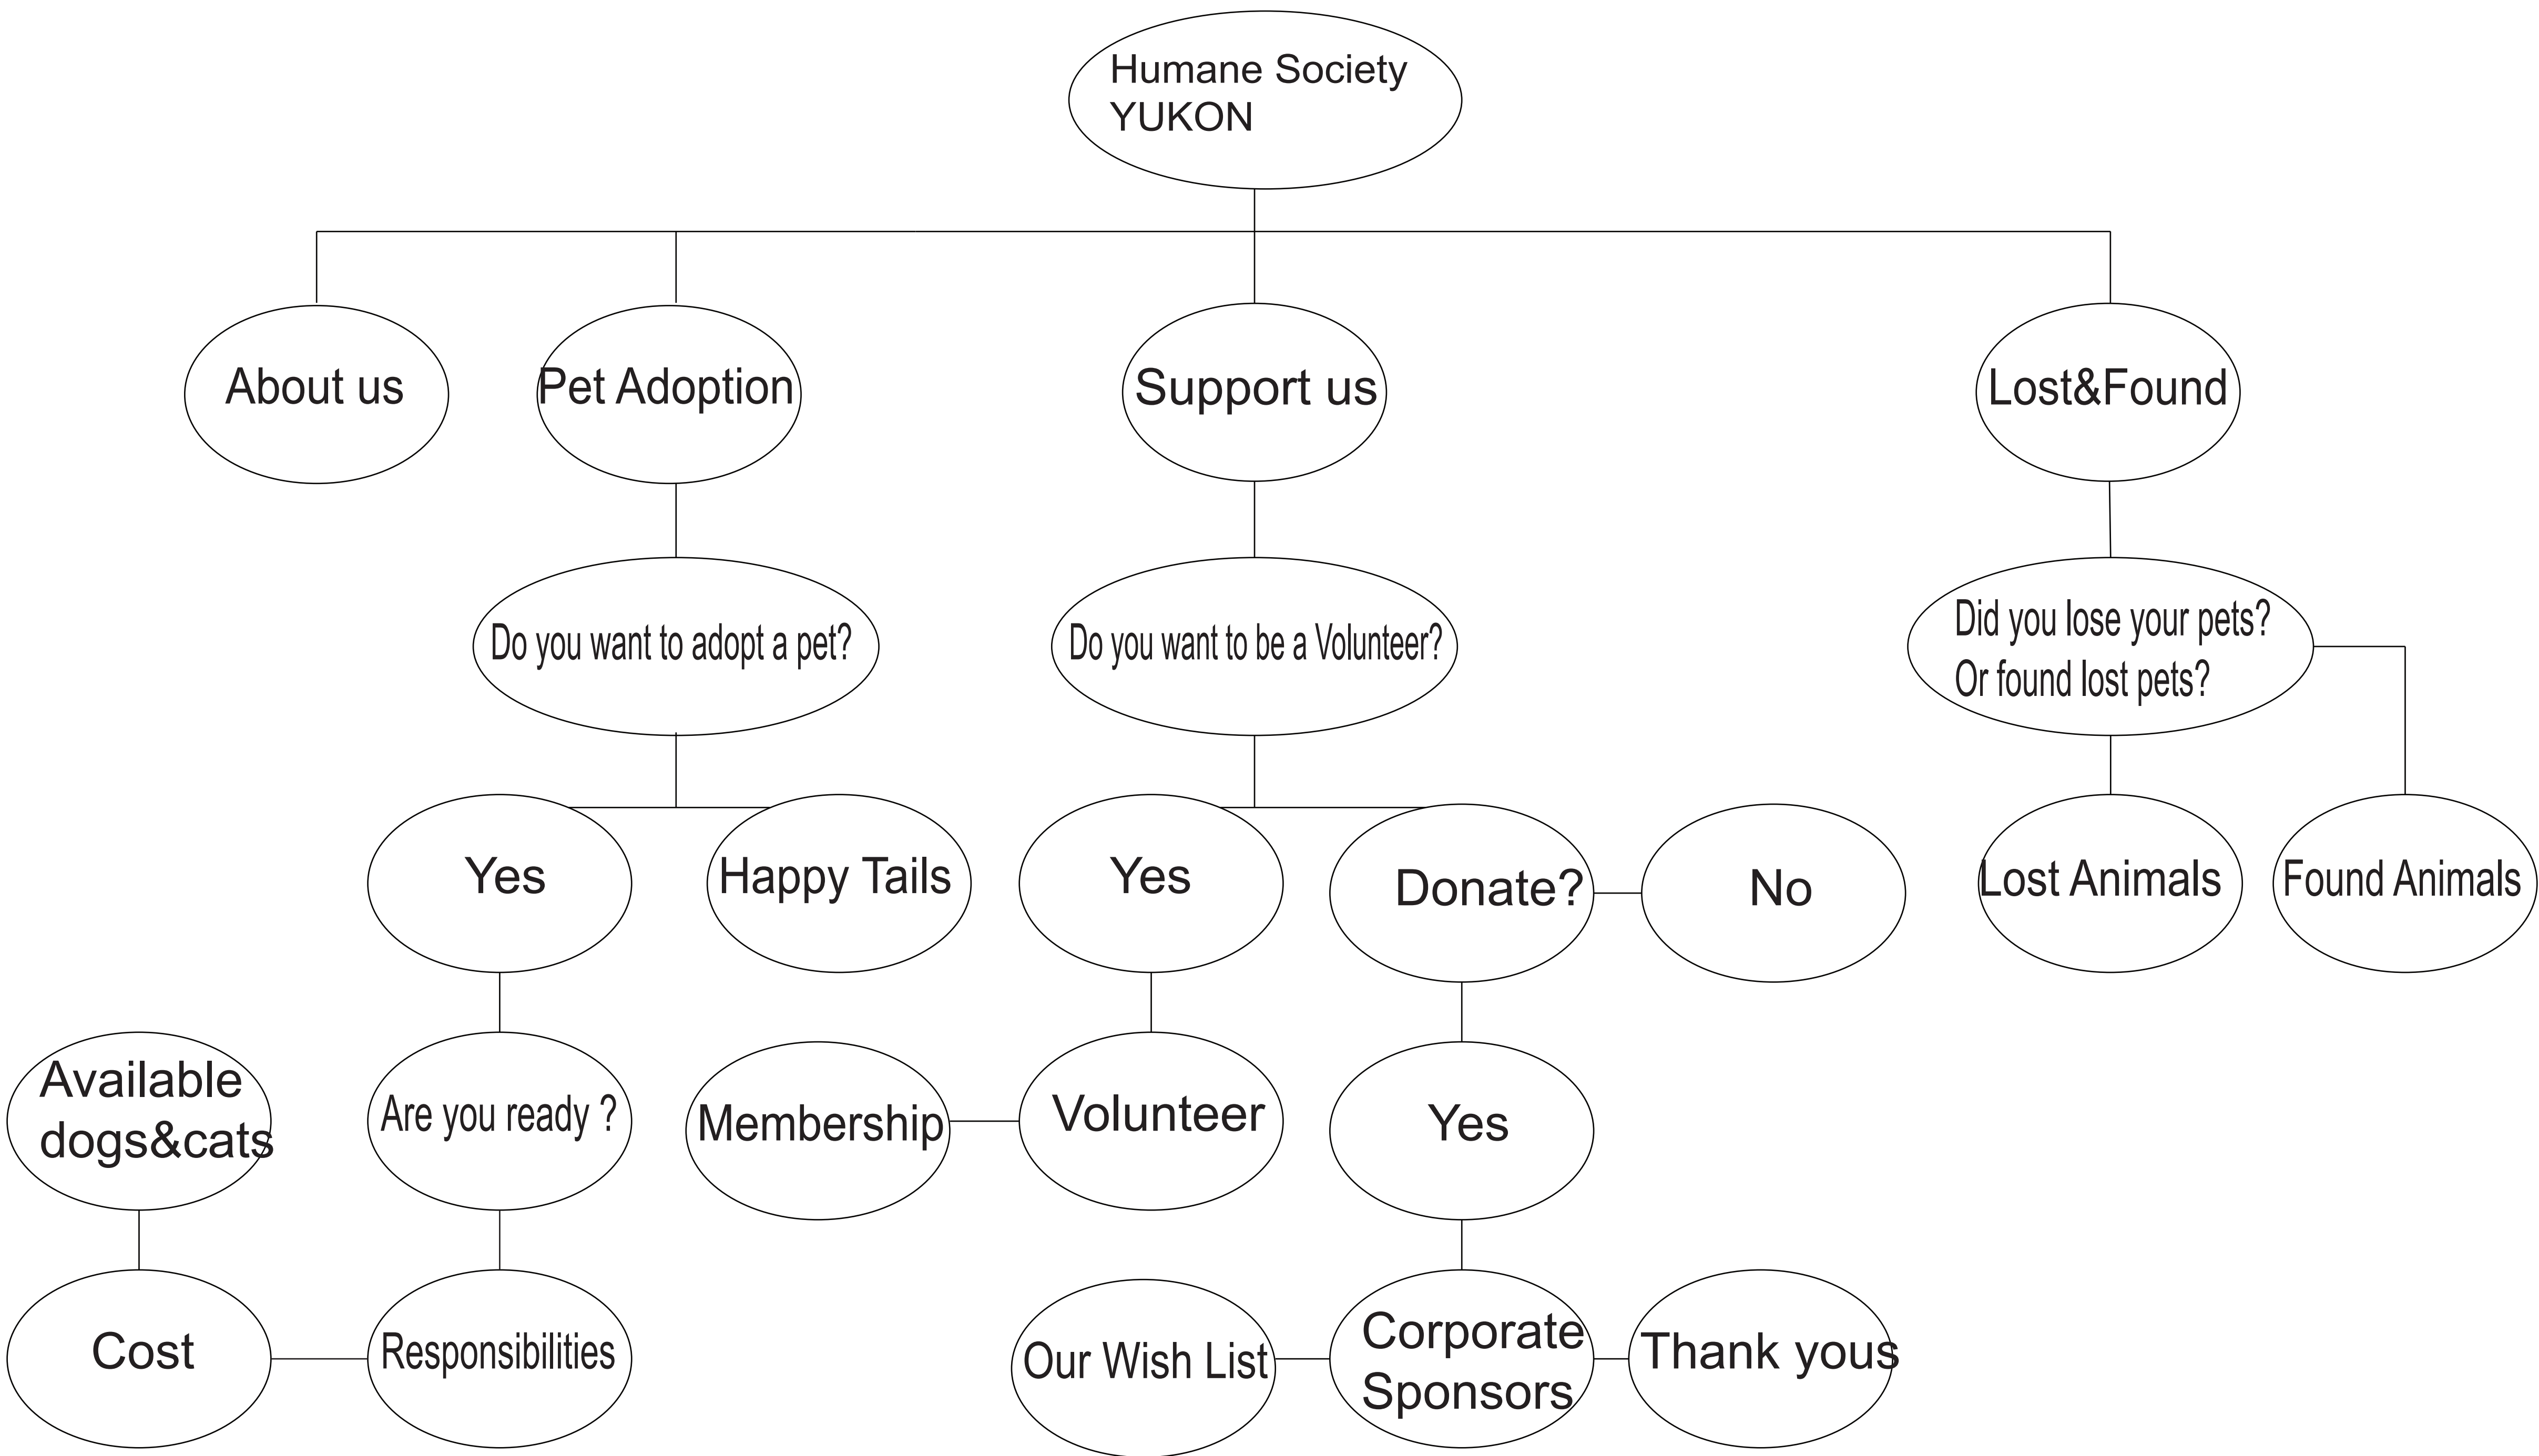 Humane Society
YUKON
About us
Pet Adoption
Support us
Lost&Found
Do you want to adopt a pet?
Do you want to be a Volunteer?
Did you lose your pets?
Or found lost pets?
Yes
Happy Tails
Yes
Donate?
No
Lost Animals
Found Animals
Available
dogs&cats
Are you ready ?
Membership
Volunteer
Yes
Cost
Responsibilities
Our Wish List
Corporate
Sponsors
Thank yous